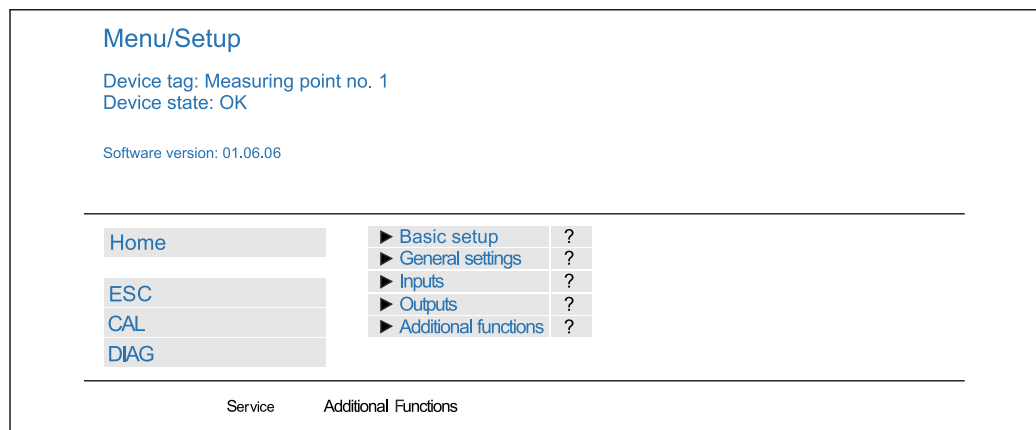 Menu/Setup
Device tag: Measuring point no. 1
Device state: OK
Software version: 01.06.06
Home
ESC
CAL
DIAG
► Basic setup ?
► General settings ?
► Inputs ?
► Outputs ?
► Additional functions ?
Service Additional Functions